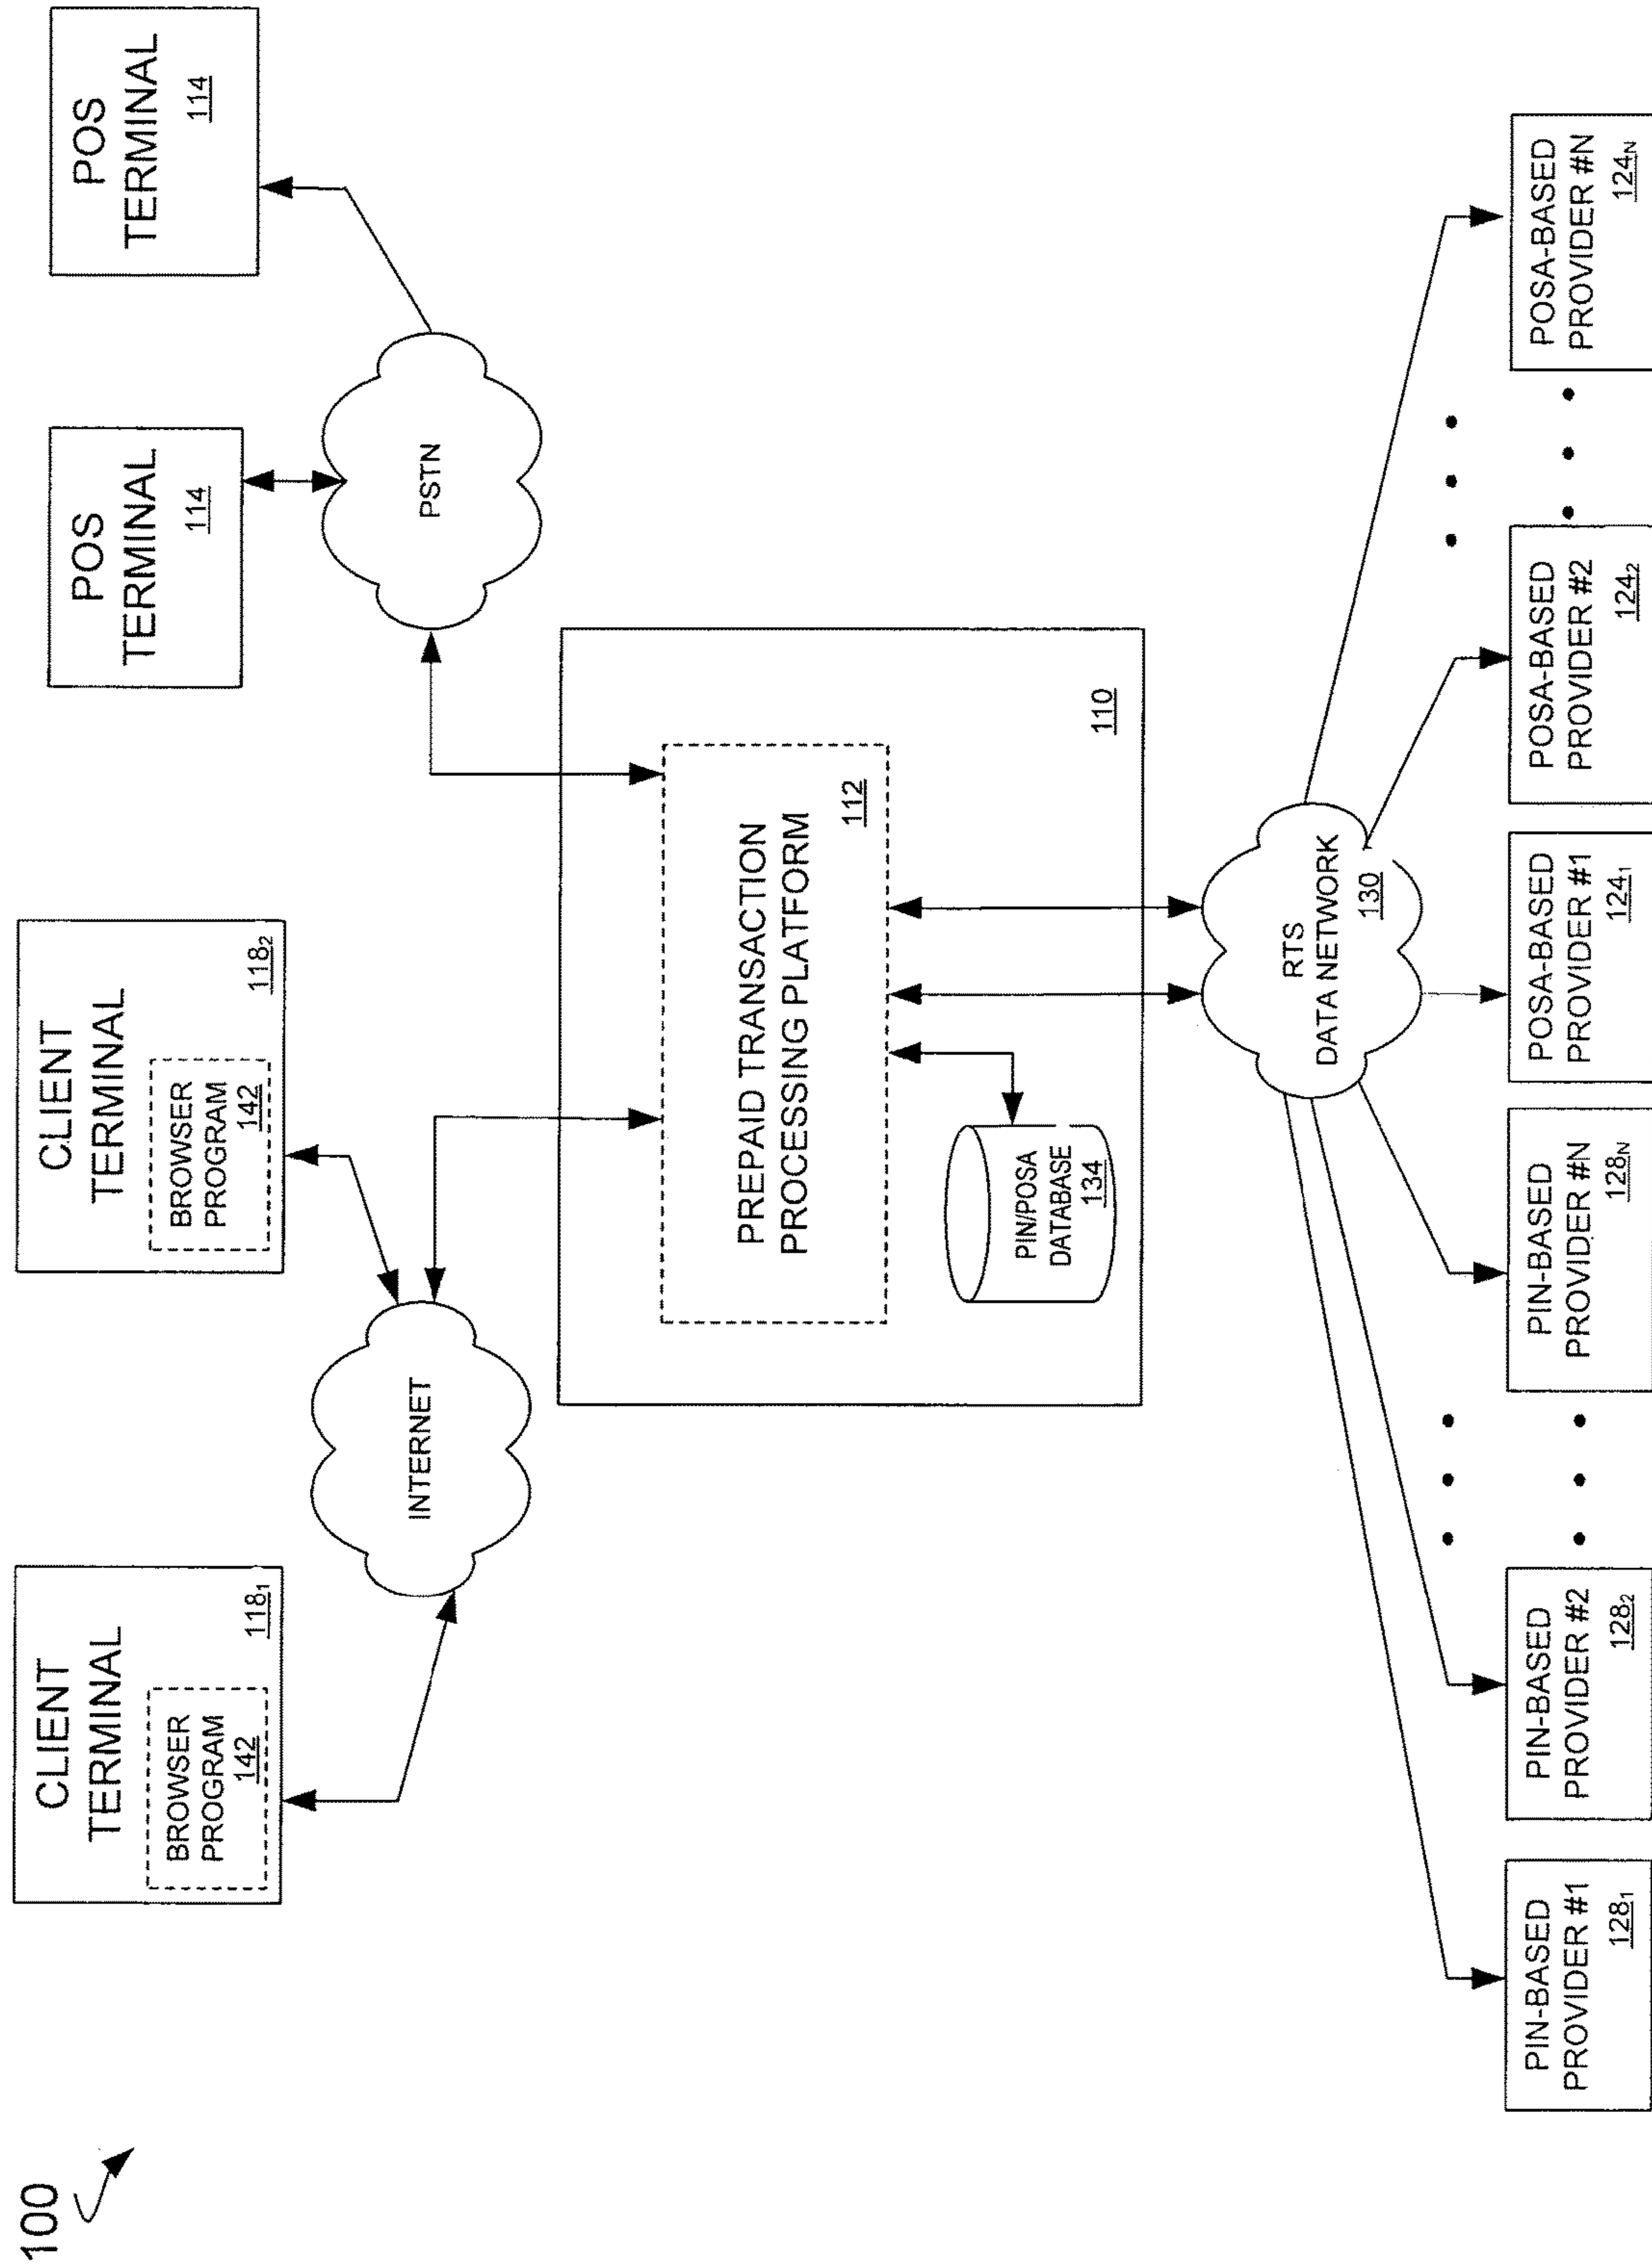 100
CLIENT
TERMINAL
BROWSER
PROGRAM
142
118₁
CLIENT
TERMINAL
BROWSER
PROGRAM
142
118₂
POS
TERMINAL
114
POS
TERMINAL
114
INTERNET
PSTN
PREPAID TRANSACTION
PROCESSING PLATFORM
112
PIN/POSA
DATABASE
134
110
RTS
DATA NETWORK
130
PIN-BASED
PROVIDER #1
128₁
PIN-BASED
PROVIDER #2
128₂
PIN-BASED
PROVIDER #N
128N
POSA-BASED
PROVIDER #1
124₁
POSA-BASED
PROVIDER #2
124₂
POSA-BASED
PROVIDER #N
124N